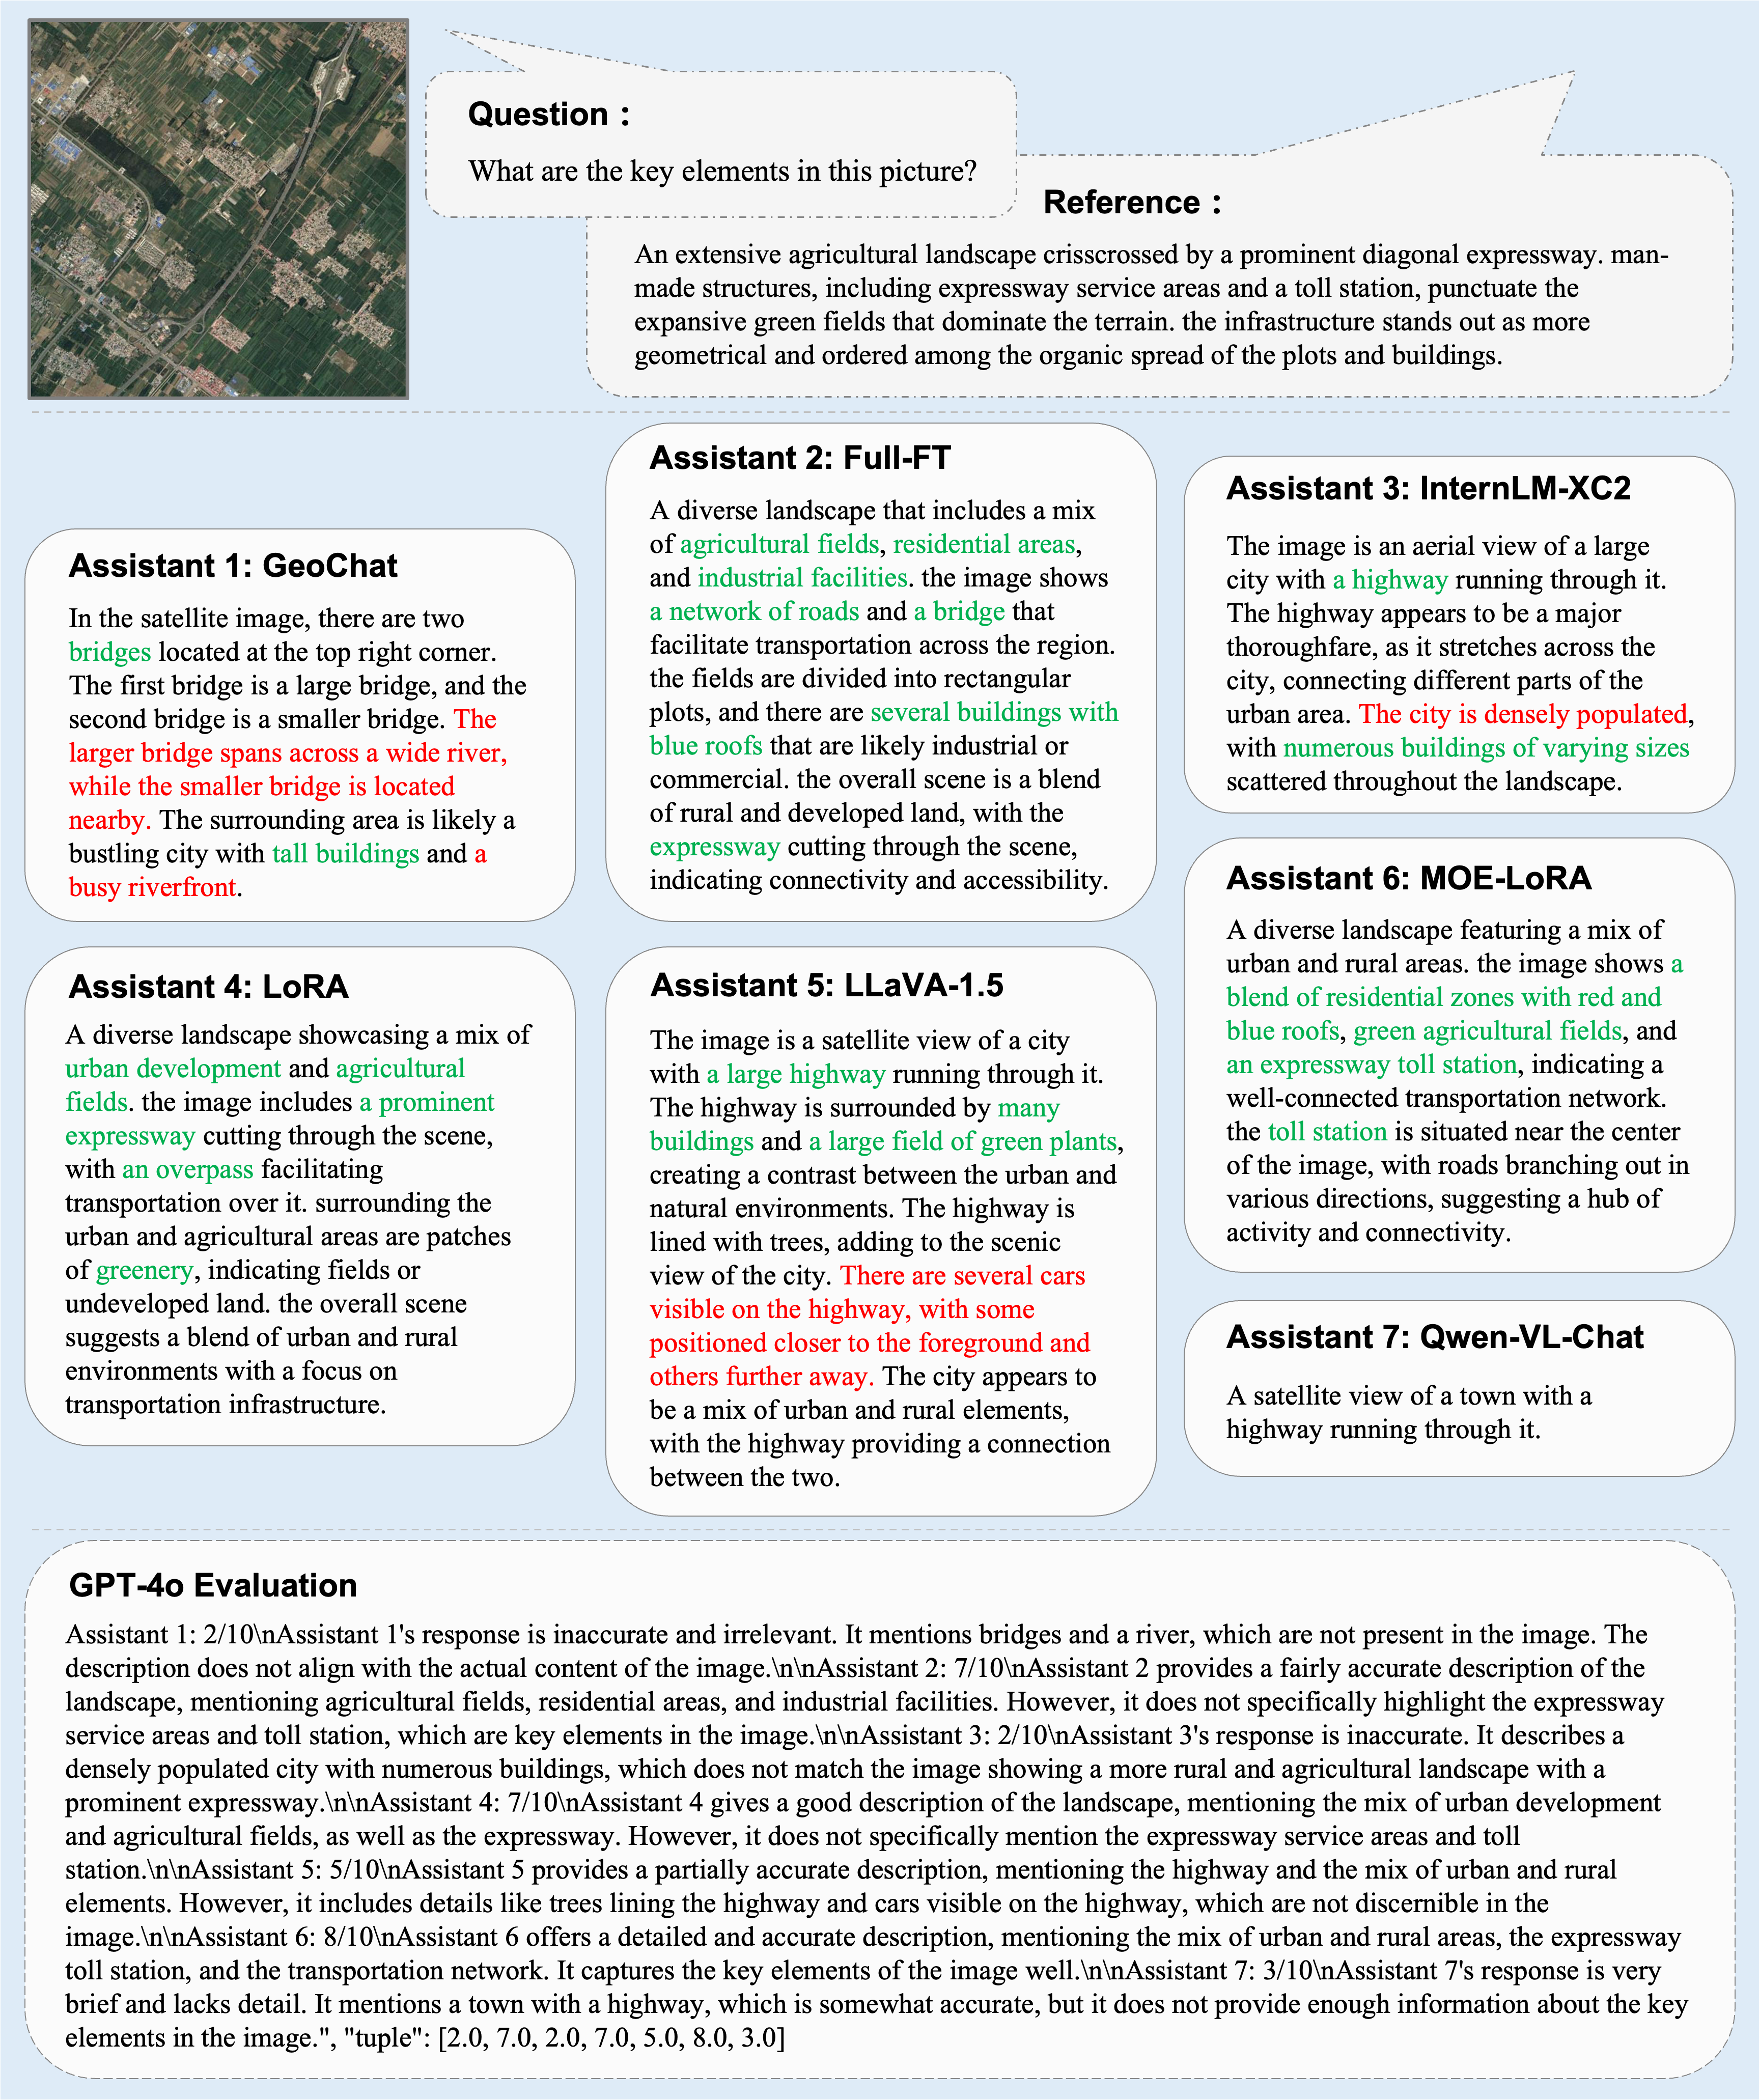 Question :
What are the key elements in this picture?
Reference :
An extensive agricultural landscape crisscrossed by a prominent diagonal expressway. man-
made structures, including expressway service areas and a toll station, punctuate the
expansive green fields that dominate the terrain. the infrastructure stands out as more
geometrical and ordered among the organic spread of the plots and buildings.
Assistant 1: GeoChat
In the satellite image, there are two
bridges located at the top right corner.
The first bridge is a large bridge, and the
second bridge is a smaller bridge. The
larger bridge spans across a wide river,
while the smaller bridge is located
nearby. The surrounding area is likely a
bustling city with tall buildings and a
busy riverfront.
Assistant 2: Full-FT
A diverse landscape that includes a mix
of agricultural fields, residential areas,
and industrial facilities. the image shows
a network of roads and a bridge that
facilitate transportation across the region.
the fields are divided into rectangular
plots, and there are several buildings with
blue roofs that are likely industrial or
commercial. the overall scene is a blend
of rural and developed land, with the
expressway cutting through the scene,
indicating connectivity and accessibility.
Assistant 3: InternLM-XC2
The image is an aerial view of a large
city with a highway running through it.
The highway appears to be a major
thoroughfare, as it stretches across the
city, connecting different parts of the
urban area. The city is densely populated,
with numerous buildings of varying sizes
scattered throughout the landscape.
Assistant 4: LoRA
A diverse landscape showcasing a mix of
urban development and agricultural
fields. the image includes a prominent
expressway cutting through the scene,
with an overpass facilitating
transportation over it. surrounding the
urban and agricultural areas are patches
of greenery, indicating fields or
undeveloped land. the overall scene
suggests a blend of urban and rural
environments with a focus on
transportation infrastructure.
Assistant 5: LLaVA-1.5
The image is a satellite view of a city
with a large highway running through it.
The highway is surrounded by many
buildings and a large field of green plants,
creating a contrast between the urban and
natural environments. The highway is
lined with trees, adding to the scenic
view of the city. There are several cars
visible on the highway, with some
positioned closer to the foreground and
others further away. The city appears to
be a mix of urban and rural elements,
with the highway providing a connection
between the two.
Assistant 6: MOE-LoRA
A diverse landscape featuring a mix of
urban and rural areas. the image shows a
blend of residential zones with red and
blue roofs, green agricultural fields, and
an expressway toll station, indicating a
well-connected transportation network.
the toll station is situated near the center
of the image, with roads branching out in
various directions, suggesting a hub of
activity and connectivity.
Assistant 7: Qwen-VL-Chat
A satellite view of a town with a
highway running through it.
GPT-4o Evaluation
Assistant 1: 2/10\nAssistant 1's response is inaccurate and irrelevant. It mentions bridges and a river, which are not present in the image. The
description does not align with the actual content of the image.\n\nAssistant 2: 7/10\nAssistant 2 provides a fairly accurate description of the
landscape, mentioning agricultural fields, residential areas, and industrial facilities. However, it does not specifically highlight the expressway
service areas and toll station, which are key elements in the image.\n\nAssistant 3: 2/10\nAssistant 3's response is inaccurate. It describes a
densely populated city with numerous buildings, which does not match the image showing a more rural and agricultural landscape with a
prominent expressway.\n\nAssistant 4: 7/10\nAssistant 4 gives a good description of the landscape, mentioning the mix of urban development
and agricultural fields, as well as the expressway. However, it does not specifically mention the expressway service areas and toll
station.\n\nAssistant 5: 5/10\nAssistant 5 provides a partially accurate description, mentioning the highway and the mix of urban and rural
elements. However, it includes details like trees lining the highway and cars visible on the highway, which are not discernible in the
image.\n\nAssistant 6: 8/10\nAssistant 6 offers a detailed and accurate description, mentioning the mix of urban and rural areas, the expressway
toll station, and the transportation network. It captures the key elements of the image well.\n\nAssistant 7: 3/10\nAssistant 7's response is very
brief and lacks detail. It mentions a town with a highway, which is somewhat accurate, but it does not provide enough information about the key
elements in the image.", "tuple": [2.0, 7.0, 2.0, 7.0, 5.0, 8.0, 3.0]